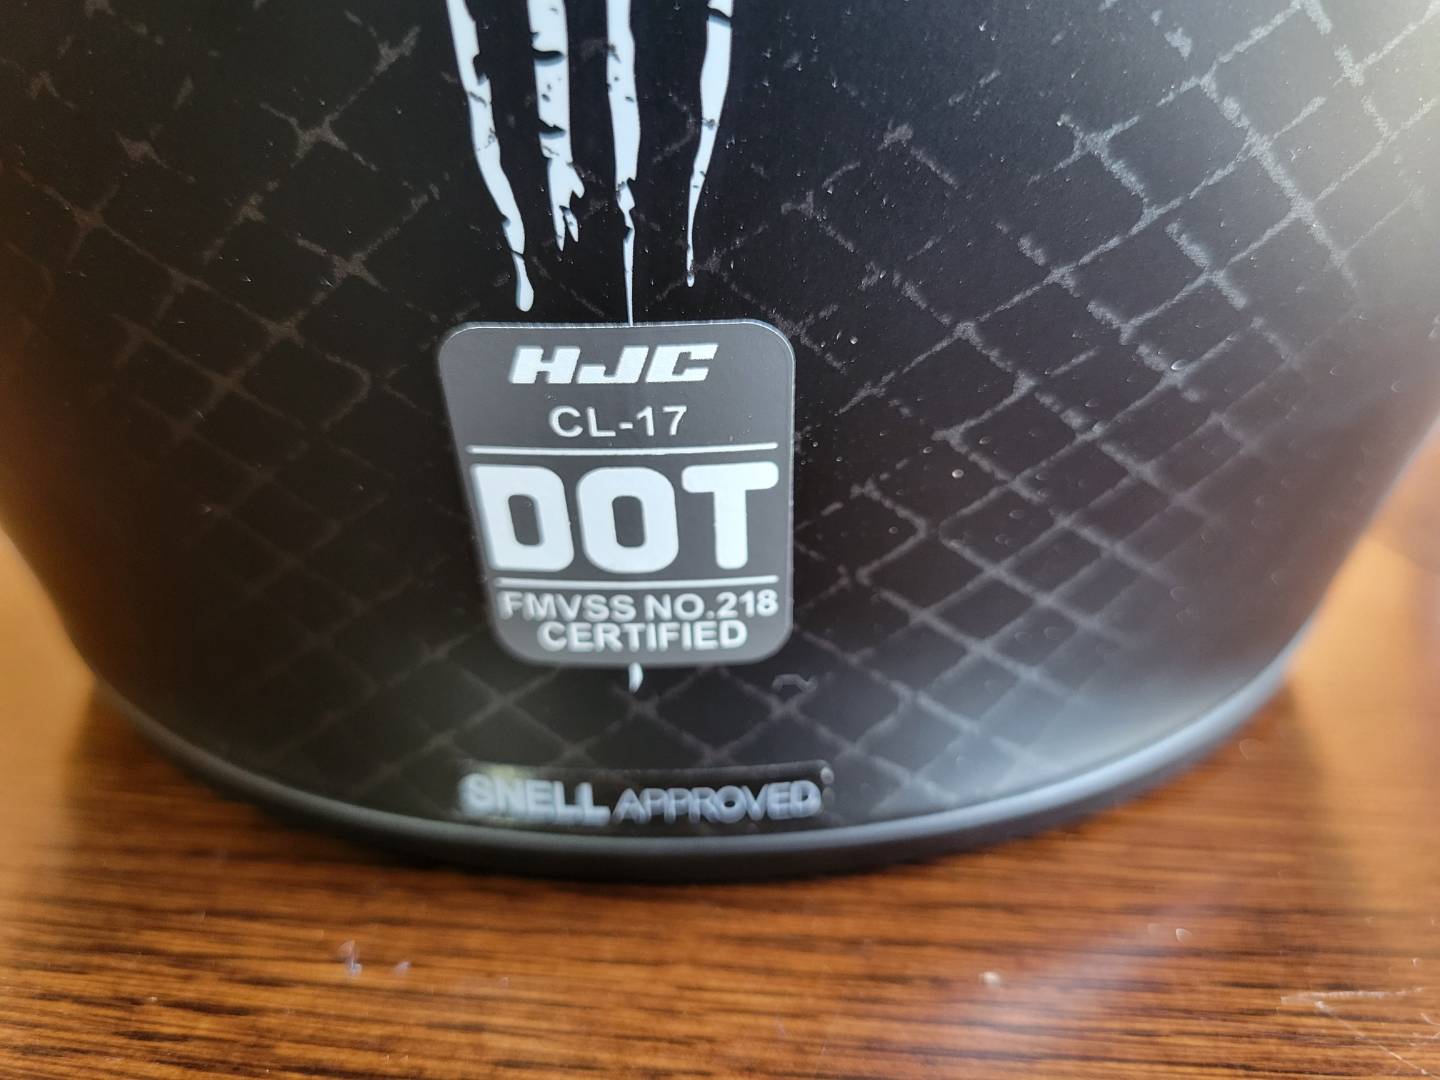 HJC
CL-17
DOT
FMVSS NO.218
CERTIFIED
SNELL APPROVED